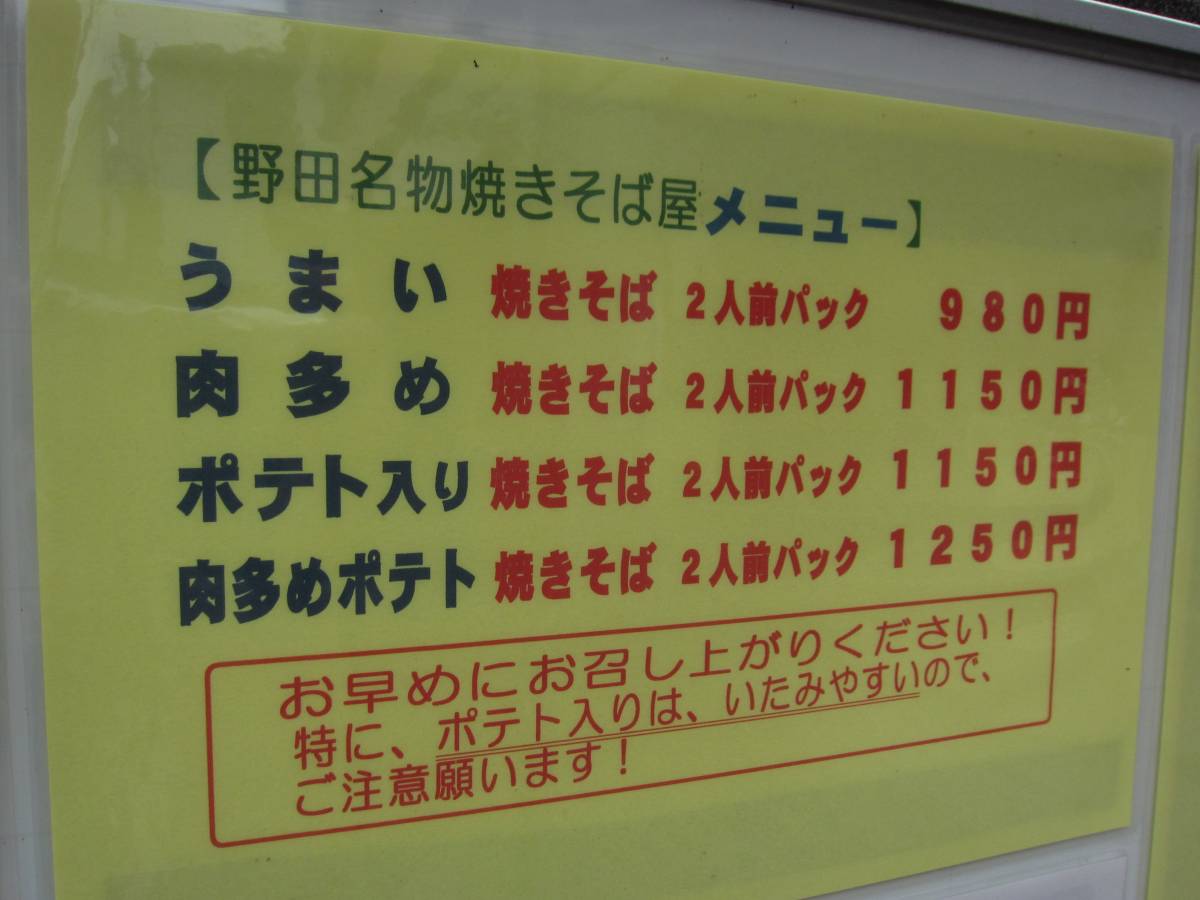 【野田名物焼きそば屋メニュー】
うまい 焼きそば 2人前パック 980円
肉多め 焼きそば 2人前パック 1150円
ポテト入り 焼きそば 2人前パック 1150円
肉多めポテト 焼きそば 2人前パック 1250円
お早めにお召し上がりください！
特に、ポテト入りは、いたみやすいので、
ご注意願います！